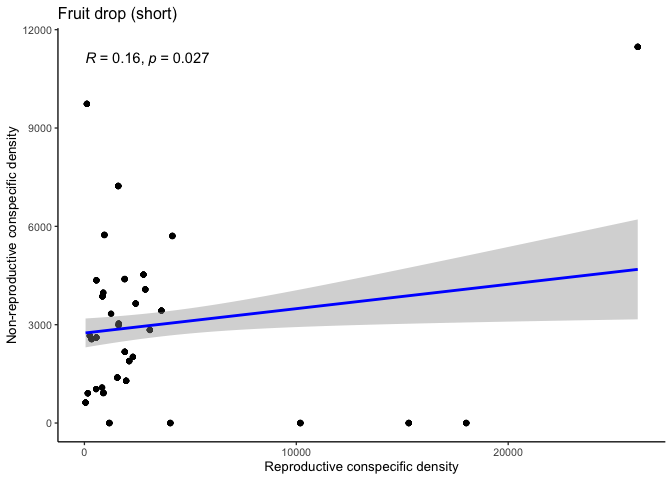 Fruit drop (short)
R = 0.16, p = 0.027
12000
9000
6000
3000
0
Non-reproductive conspecific density
0 10000 20000
Reproductive conspecific density